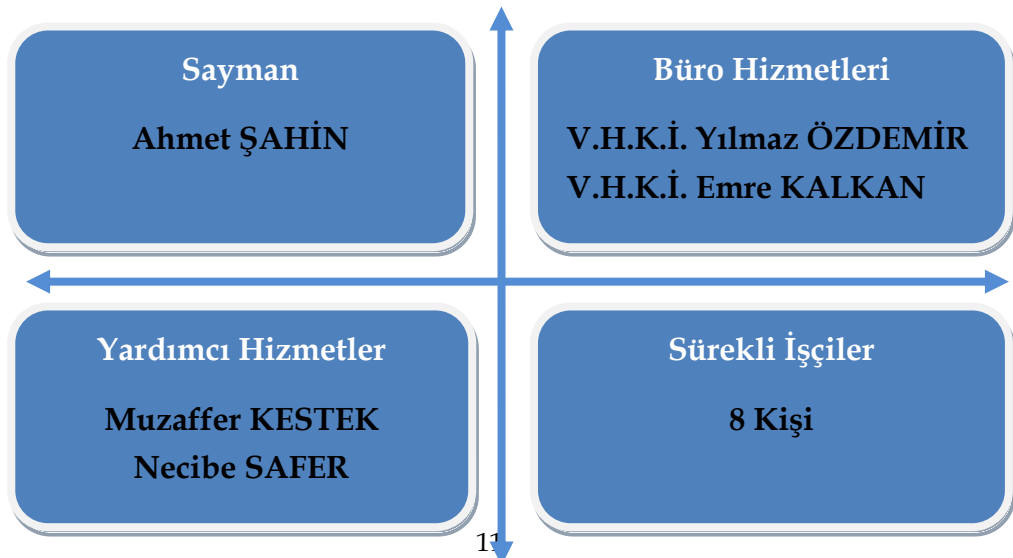 Sayman
Ahmet ŞAHİN
Büro Hizmetleri
V.H.K.İ. Yılmaz ÖZDEMİR
V.H.K.İ. Emre KALKAN
Yardımcı Hizmetler
Muzaffer KESTEK
Necibe SAFER
Sürekli İşçiler
8 Kişi